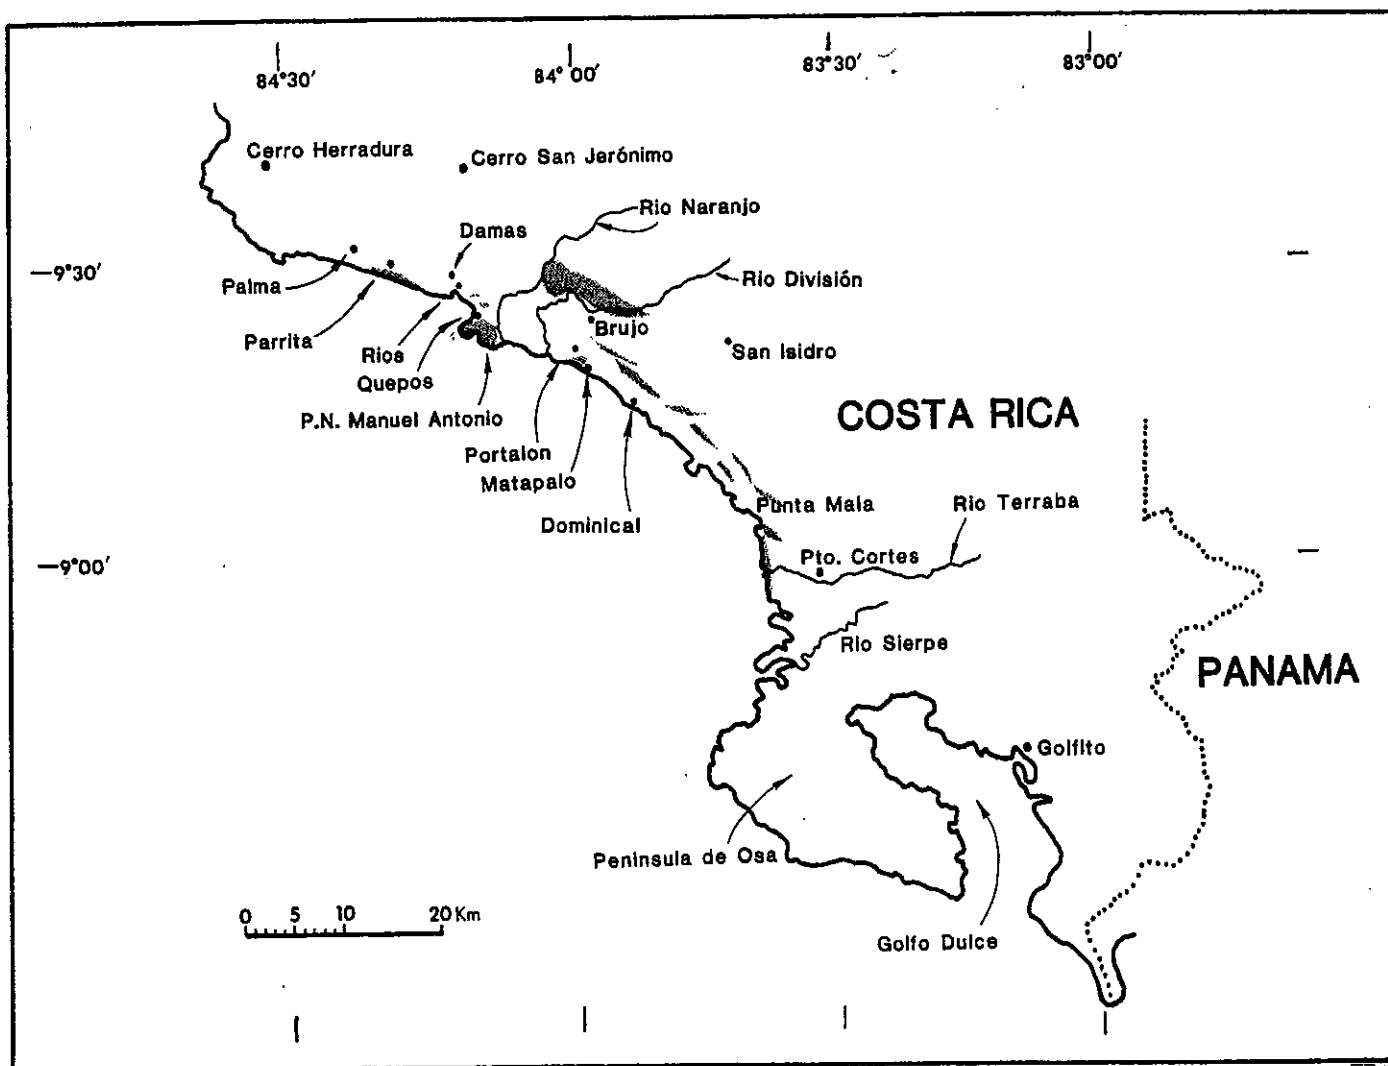 84°30′
84° 00′
83°30′
83°00′
Cerro Herradura
Cerro San Jerónimo
Rio Naranjo
Damas
—9°30′
Palma
Rio División
Parrita
Brujo
San Isidro
Rios
Quepos
P.N. Manuel Antonio
COSTA RICA
Portalon
Matapalo
Dominical
Punta Mala
Rio Terraba
Pto. Cortes
—9°00′
Rio Sierpe
PANAMA
Golfito
Peninsula de Osa
0 5 10 20 Km
Golfo Dulce